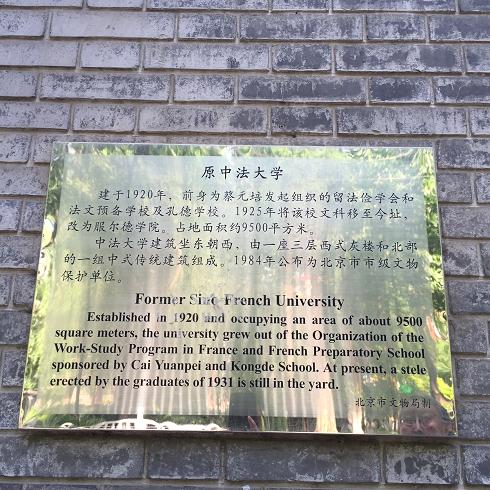 原中法大学
建于1920年，前身为蔡元培发起组织的留法俭学会和
法文预备学校及孔德学校。1925年将该校文科移至今址，
改为服尔德学院。占地面积约9500平方米。
中法大学建筑坐东朝西，由一座三层西式灰楼和北部
的一组中式传统建筑组成。1984年公布为北京市市级文物
保护单位。
Former Sino-French University
Established in 1920 and occupying an area of about 9500
square meters, the university grew out of the Organization of the
Work-Study Program in France and French Preparatory School
sponsored by Cai Yuanpei and Kongde School. At present, a stele
erected by the graduates of 1931 is still in the yard.
北京市文物局制